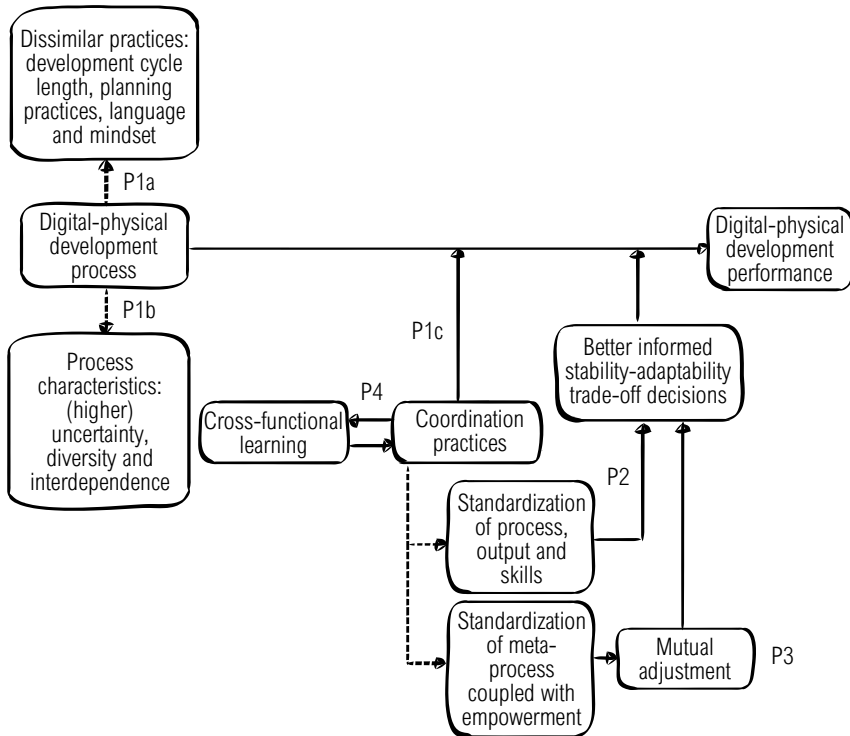 Dissimilar practices:
development cycle
length, planning
practices, language
and mindset
P1a
Digital-physical
development
process
Digital-physical
development
performance
P1b
P1c
Process
characteristics:
(higher)
uncertainty,
diversity and
interdependence
Better informed
stability-adaptability
trade-off decisions
P4
Cross-functional
learning
Coordination
practices
P2
Standardization
of process,
output and
skills
Standardization
of meta-
process
coupled with
empowerment
Mutual
adjustment
P3